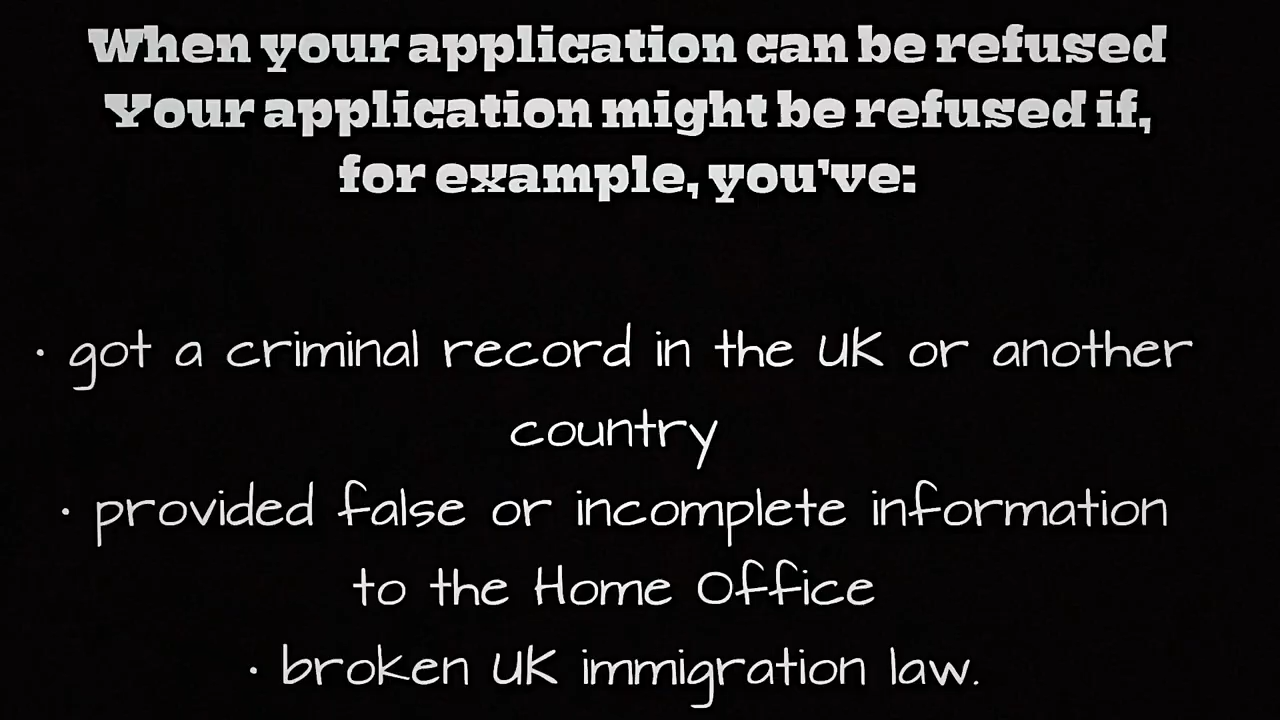 When your application can be refused
Your application might be refused if,
for example, you've:
· got a criminal record in the UK or another
country
· provided false or incomplete information
to the Home Office
· broken UK immigration law.